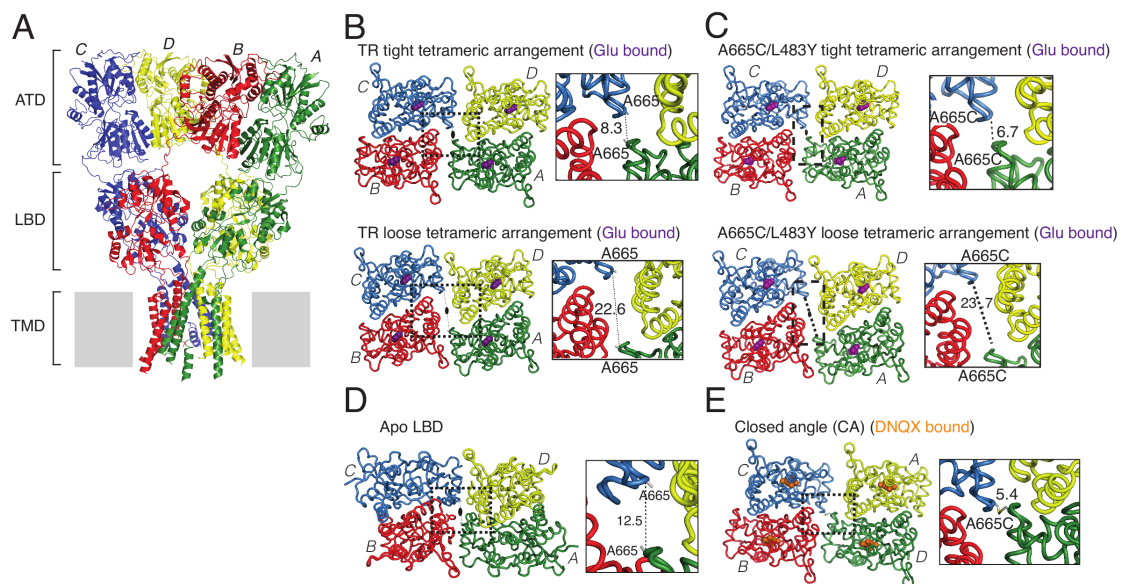 A
C
D
B
A
ATD
LBD
TMD
B
TR tight tetrameric arrangement (Glu bound)
C
D
B
A
A665
8.3
A665
TR loose tetrameric arrangement (Glu bound)
C
D
B
A
A665
22.6
A665
C
A665C/L483Y tight tetrameric arrangement (Glu bound)
C
D
B
A
A665C
6.7
A665C
A665C/L483Y loose tetrameric arrangement (Glu bound)
C
D
B
A
A665C
23.7
A665C
D
Apo LBD
C
D
B
A
A665
12.5
A665
E
Closed angle (CA) (DNQX bound)
C
A
B
D
5.4
A665C